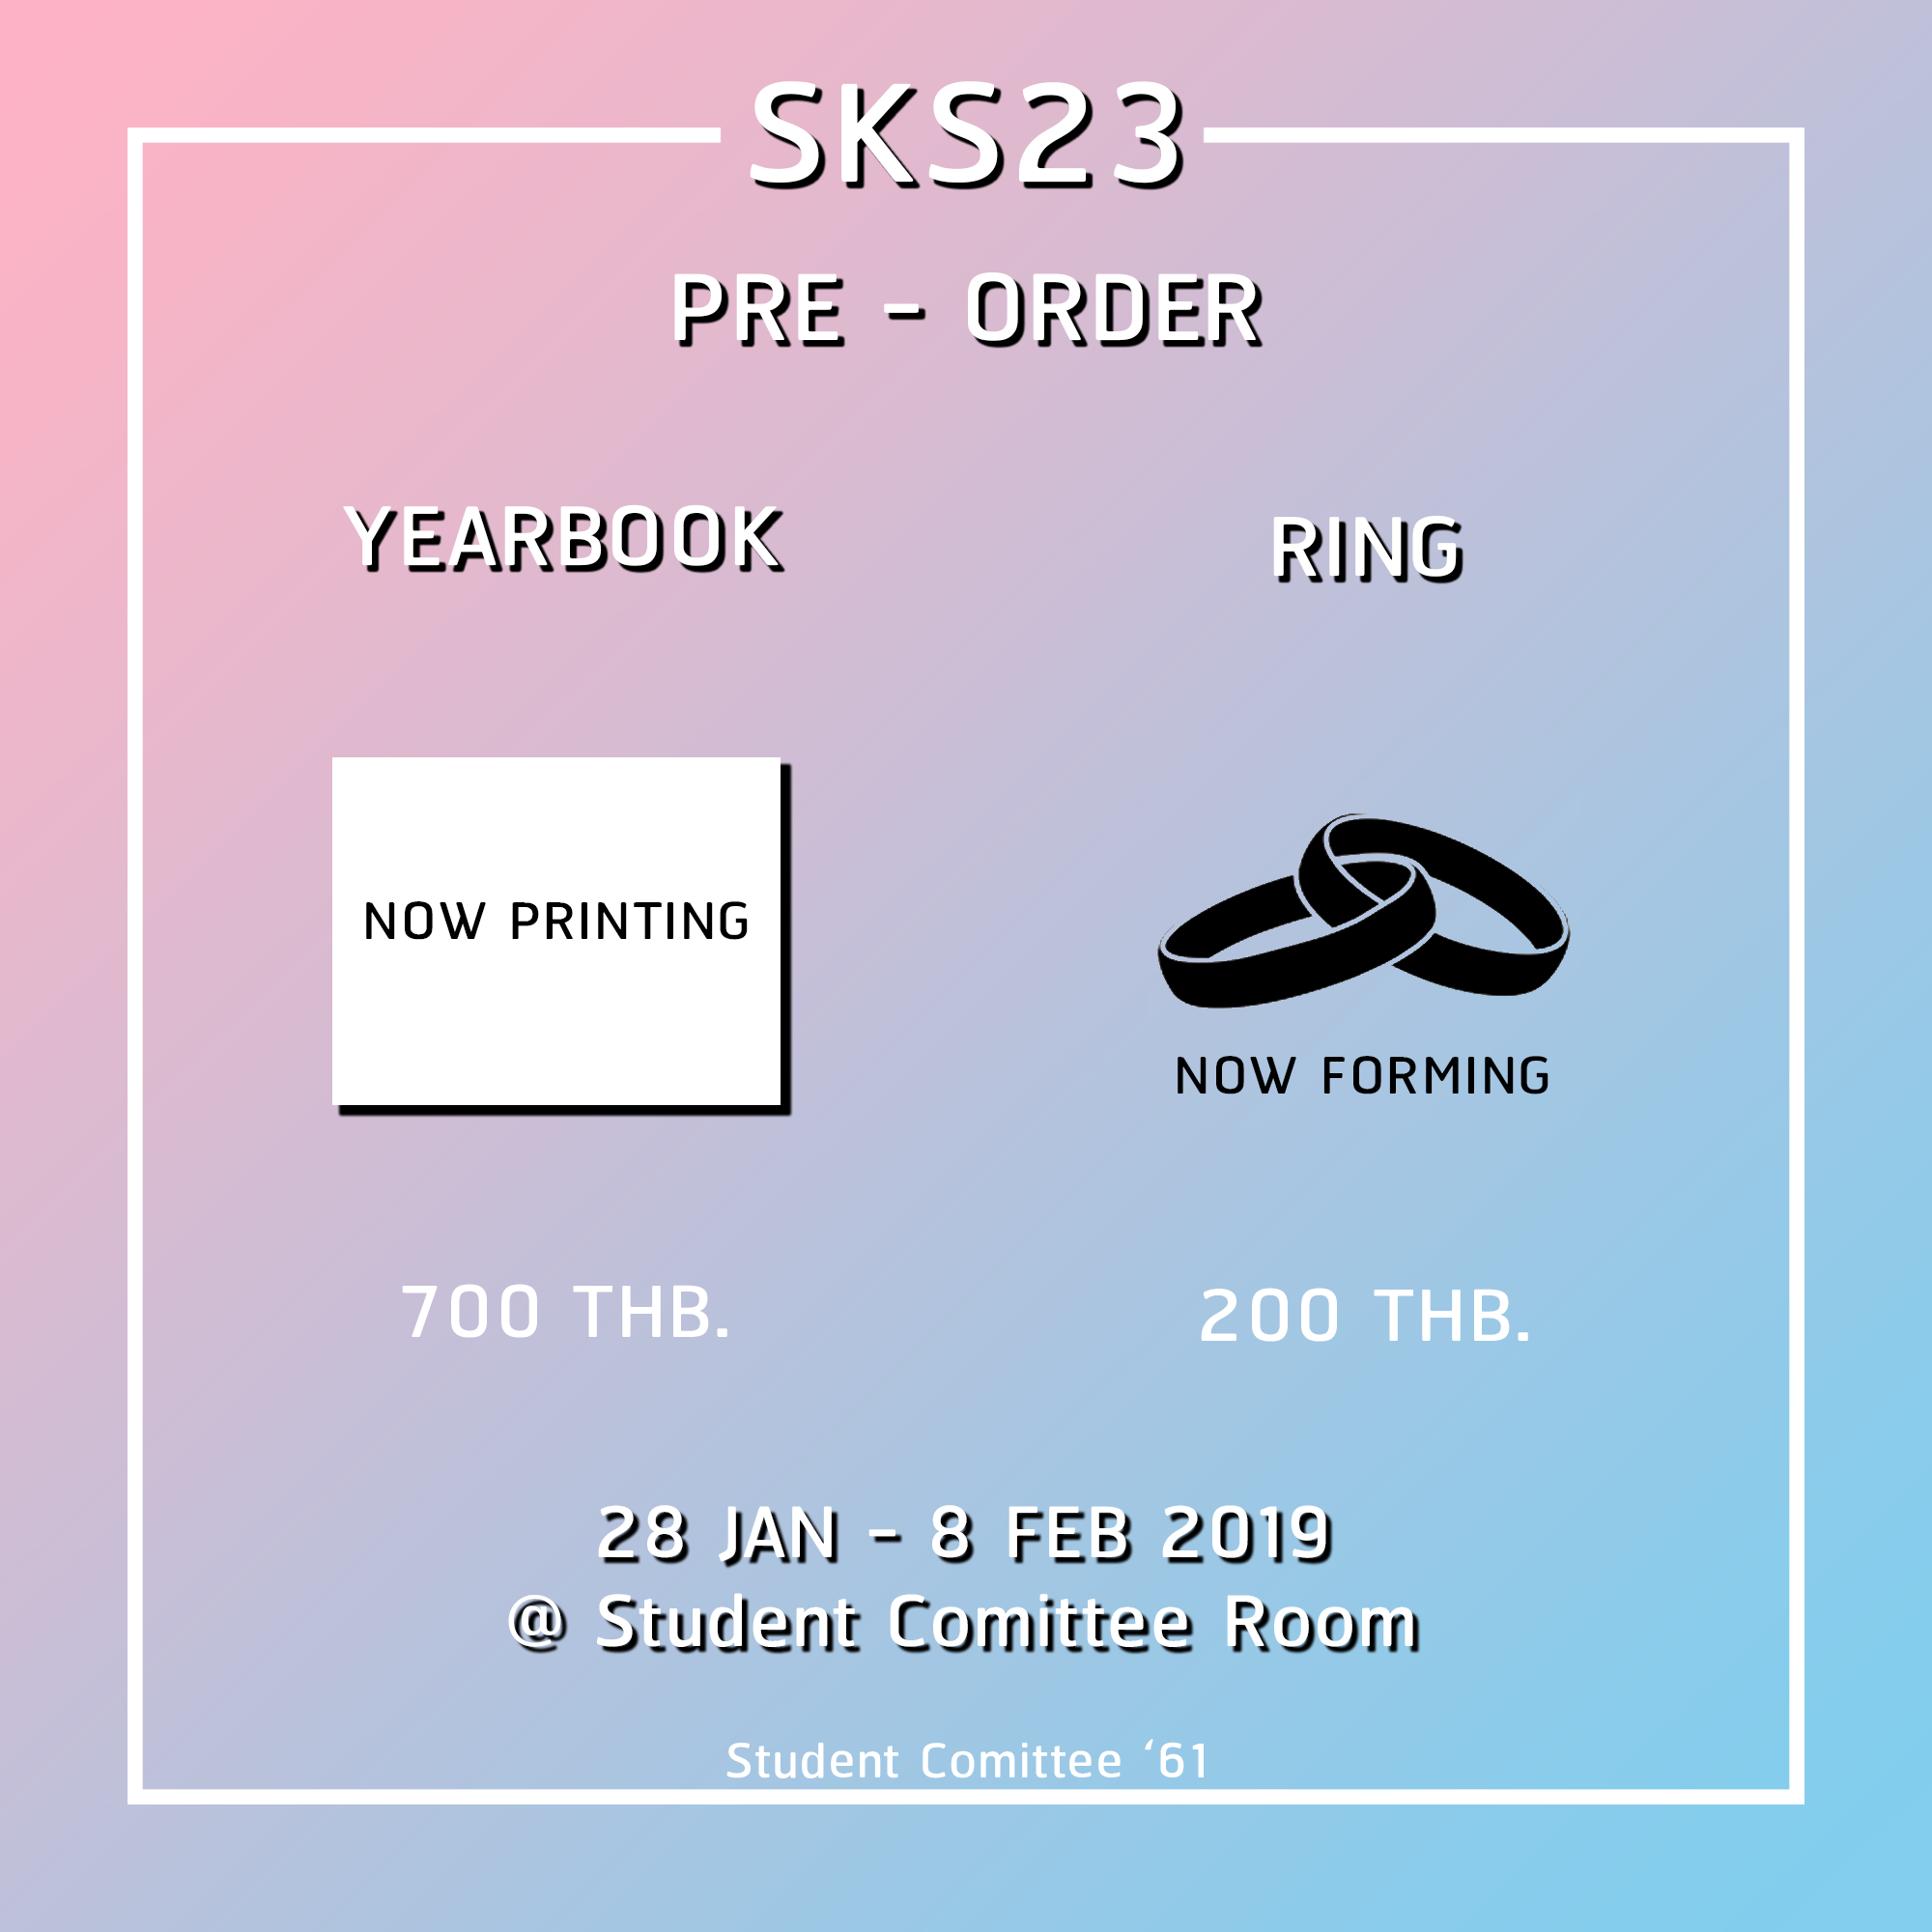 SKS23
PRE - ORDER
YEARBOOK
RING
NOW PRINTING
NOW FORMING
700 THB.
200 THB.
28 JAN - 8 FEB 2019
@ Student Comittee Room
Student Comittee ‘61